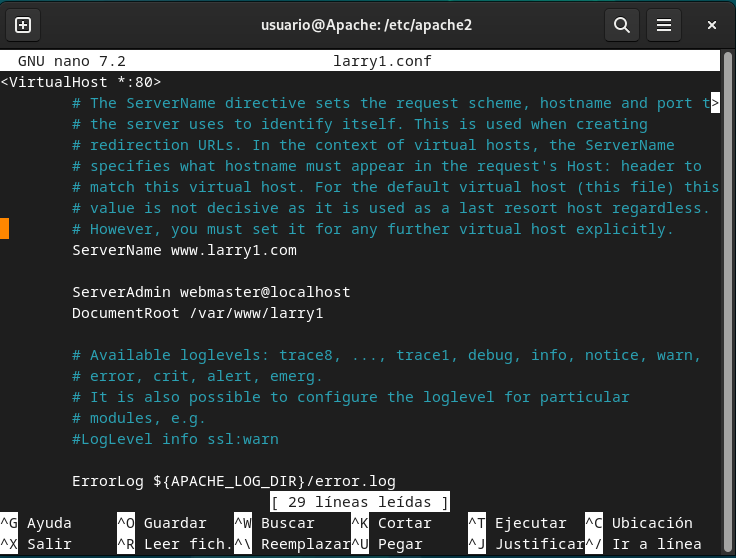 usuario@Apache: /etc/apache2
GNU nano 7.2 larry1.conf
<VirtualHost *:80>
# The ServerName directive sets the request scheme, hostname and port t>
# the server uses to identify itself. This is used when creating
# redirection URLs. In the context of virtual hosts, the ServerName
# specifies what hostname must appear in the request's Host: header to
# match this virtual host. For the default virtual host (this file) this
# value is not decisive as it is used as a last resort host regardless.
# However, you must set it for any further virtual host explicitly.
ServerName www.larry1.com
ServerAdmin webmaster@localhost
DocumentRoot /var/www/larry1
# Available loglevels: trace8, ..., trace1, debug, info, notice, warn,
# error, crit, alert, emerg.
# It is also possible to configure the loglevel for particular
# modules, e.g.
#LogLevel info ssl:warn
ErrorLog ${APACHE_LOG_DIR}/error.log
[ 29 líneas leídas ]
^G Ayuda ^O Guardar ^W Buscar ^K Cortar ^T Ejecutar ^C Ubicación
^X Salir ^R Leer fich. ^\ Reemplazar ^U Pegar ^J Justificar ^/ Ir a línea